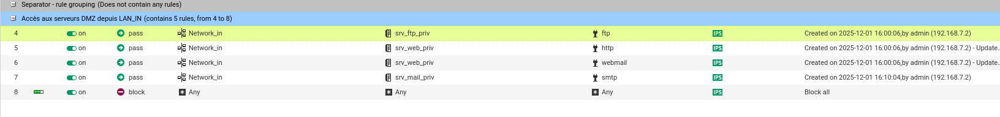 Separator - rule grouping (Does not contain any rules)
Accès aux serveurs DMZ depuis LAN_IN (contains 5 rules, from 4 to 8)
4 on pass Network_in srv_ftp_priv ftp IPS Created on 2025-12-01 16:00:06,by admin (192.168.7.2)
5 on pass Network_in srv_web_priv http IPS Created on 2025-12-01 16:00:06,by admin (192.168.7.2) - Update..
6 on pass Network_in srv_web_priv webmail IPS Created on 2025-12-01 16:00:06,by admin (192.168.7.2) - Update..
7 on pass Network_in srv_mail_priv smtp IPS Created on 2025-12-01 16:10:04,by admin (192.168.7.2)
8 on block Any Any Any IPS Block all